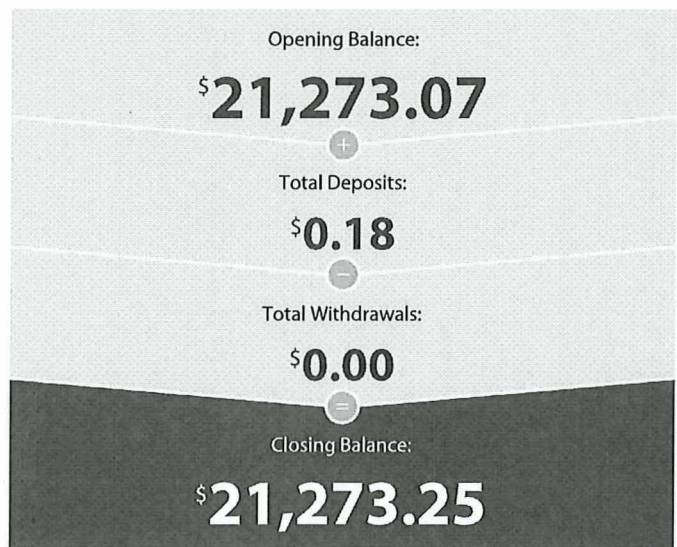 Opening Balance:
$21,273.07
+
Total Deposits:
$0.18
−
Total Withdrawals:
$0.00
=
Closing Balance:
$21,273.25